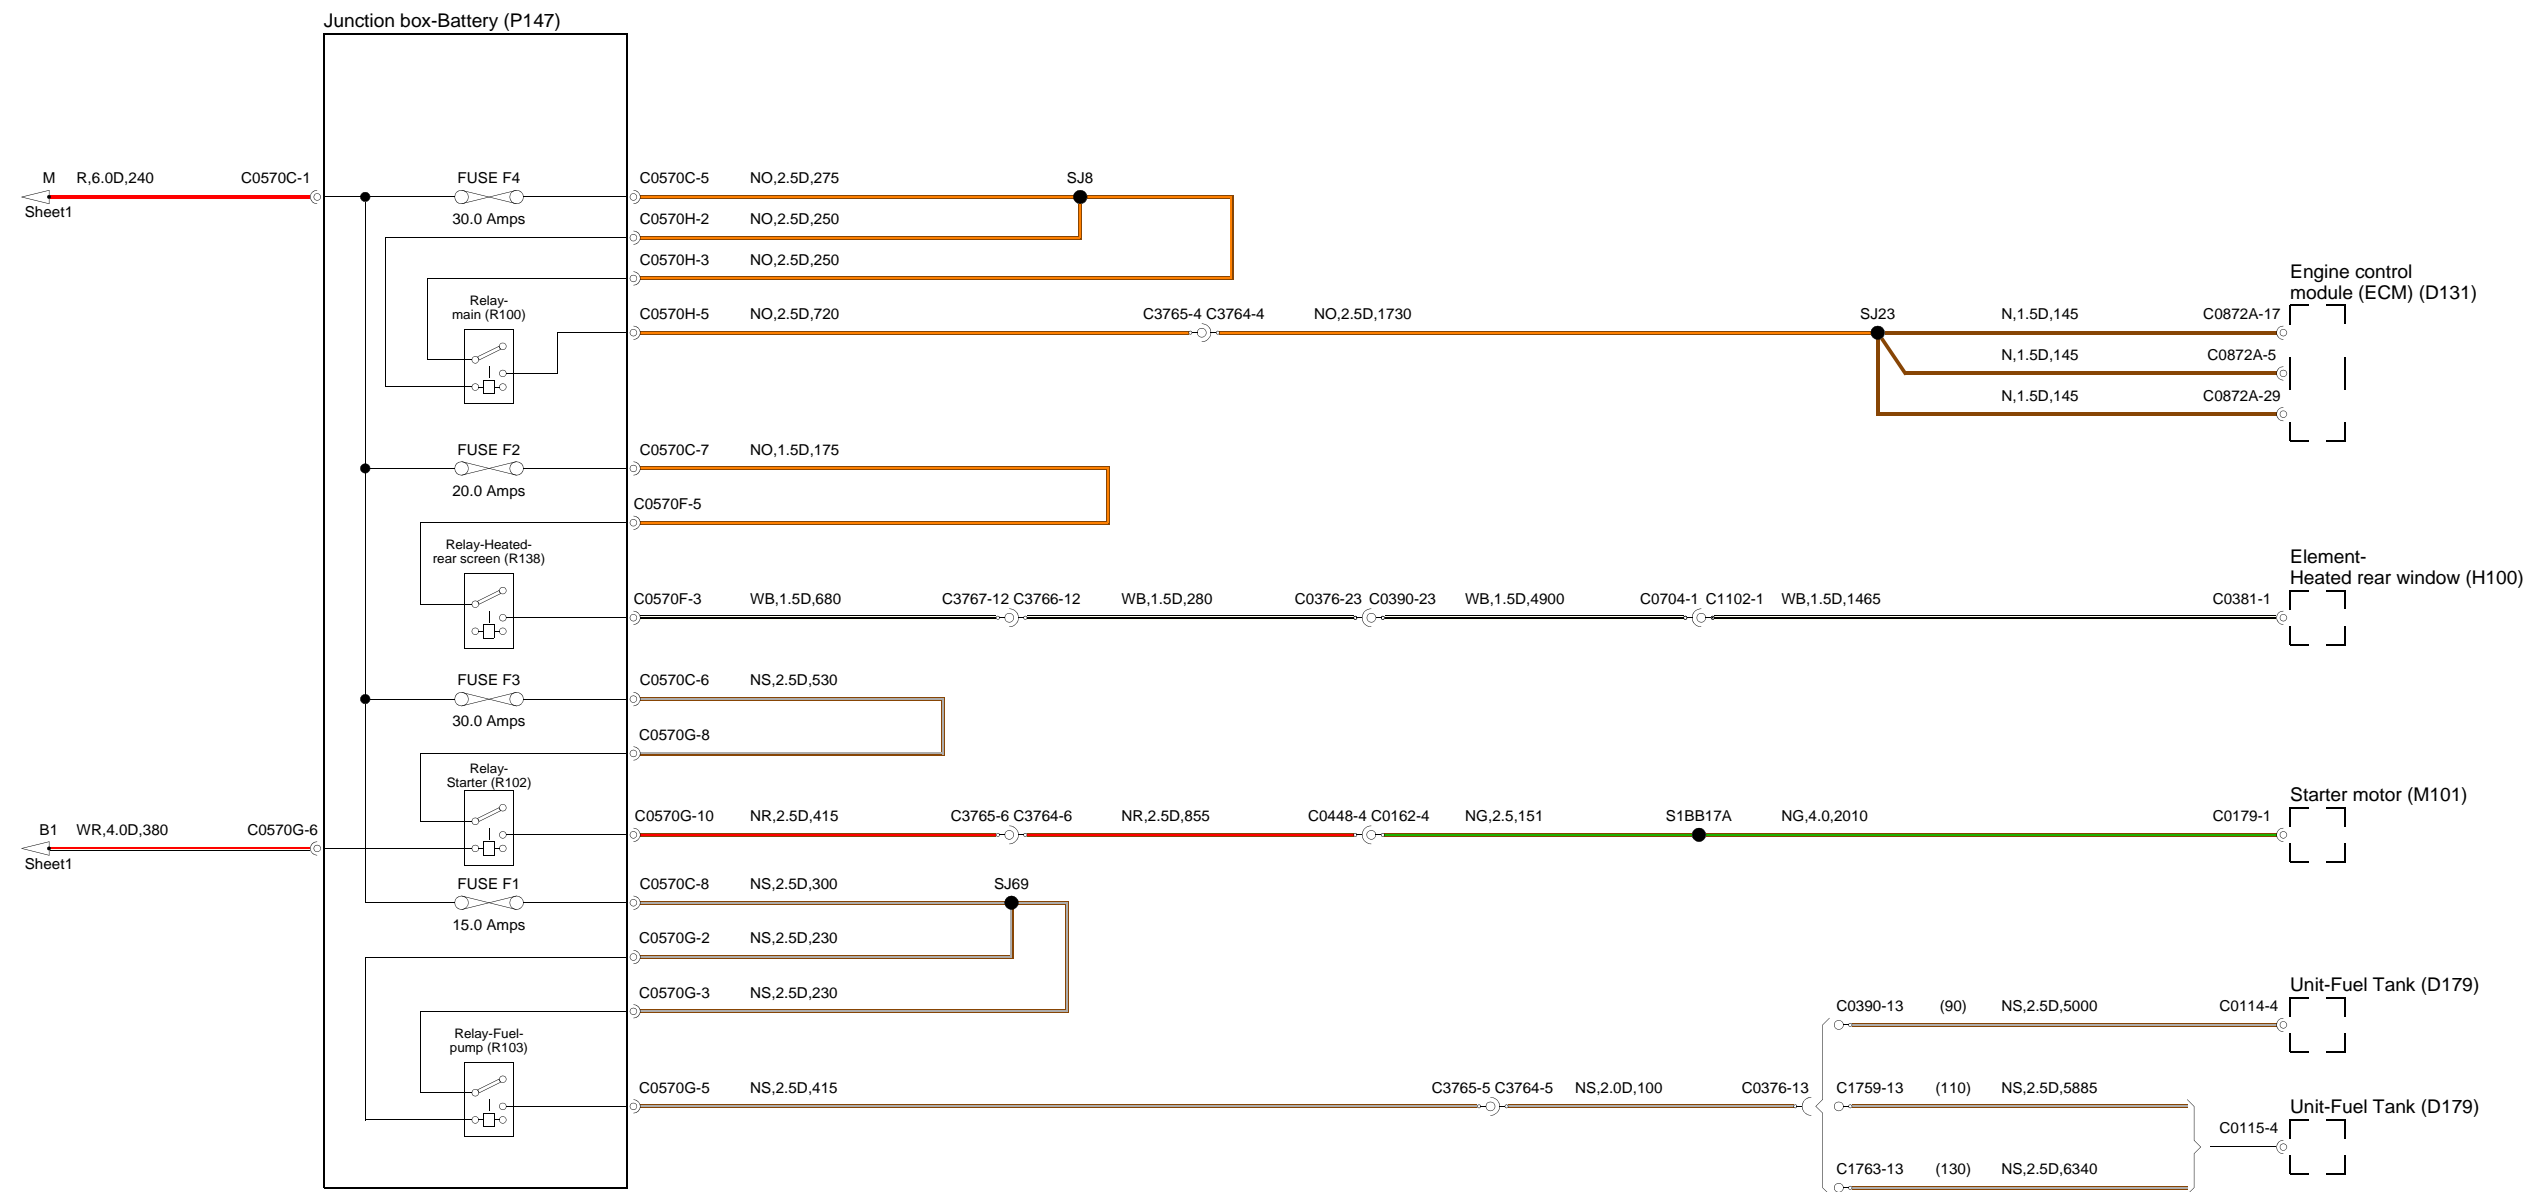 Junction box-Battery (P147)
M R,6.0D,240 C0570C-1
Sheet1
FUSE F4
30.0 Amps
C0570C-5 NO,2.5D,275 SJ8
C0570H-2 NO,2.5D,250
C0570H-3 NO,2.5D,250
Relay-
main (R100)
C0570H-5 NO,2.5D,720 C3765-4 C3764-4 NO,2.5D,1730 SJ23 N,1.5D,145 C0872A-17
N,1.5D,145 C0872A-5
N,1.5D,145 C0872A-29
Engine control
module (ECM) (D131)
FUSE F2
20.0 Amps
C0570C-7 NO,1.5D,175
C0570F-5
Relay-Heated-
rear screen (R138)
C0570F-3 WB,1.5D,680 C3767-12 C3766-12 WB,1.5D,280 C0376-23 C0390-23 WB,1.5D,4900 C0704-1 C1102-1 WB,1.5D,1465 C0381-1
Element-
Heated rear window (H100)
FUSE F3
30.0 Amps
C0570C-6 NS,2.5D,530
C0570G-8
Relay-
Starter (R102)
B1 WR,4.0D,380 C0570G-6
Sheet1
C0570G-10 NR,2.5D,415 C3765-6 C3764-6 NR,2.5D,855 C0448-4 C0162-4 NG,2.5,151 S1BB17A NG,4.0,2010 C0179-1
Starter motor (M101)
FUSE F1
15.0 Amps
C0570C-8 NS,2.5D,300 SJ69
C0570G-2 NS,2.5D,230
C0570G-3 NS,2.5D,230
Relay-Fuel-
pump (R103)
C0570G-5 NS,2.5D,415 C3765-5 C3764-5 NS,2.0D,100 C0376-13
C0390-13 (90) NS,2.5D,5000 C0114-4
Unit-Fuel Tank (D179)
C1759-13 (110) NS,2.5D,5885
Unit-Fuel Tank (D179)
C0115-4
C1763-13 (130) NS,2.5D,6340